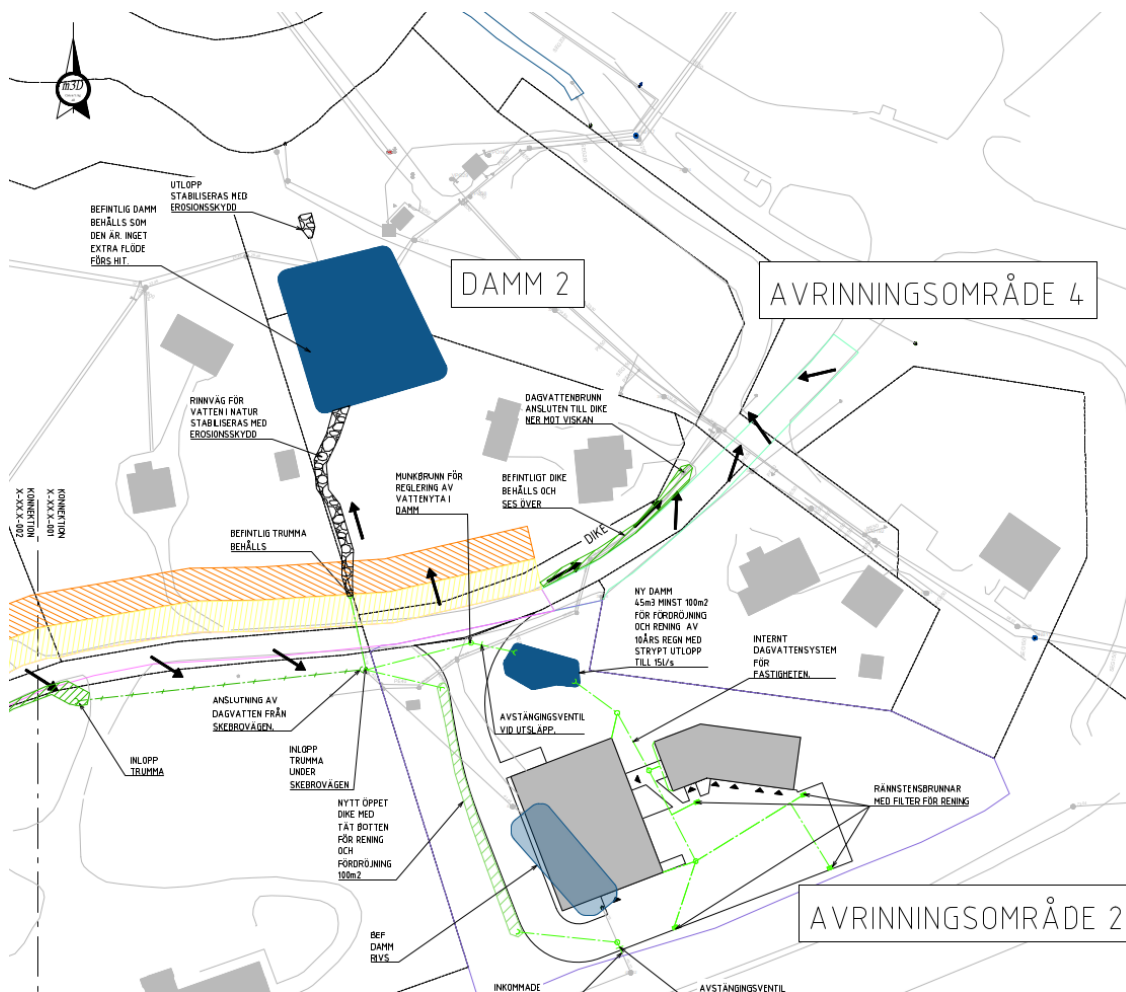 m3D
UTLOPP
STABILISERAS MED
EROSIONSSKYDD
BEFINTLIG DAMM
BEHÅLLS SOM
DEN ÄR. INGET
EXTRA FLÖDE
FÖRS HIT.
DAMM 2
AVRINNINGSOMRÅDE 4
RINNVÄG FÖR
VATTEN I NATUR
STABILISERAS MED
EROSIONSSKYDD
DAGVATTENBRUNN
ANSLUTEN TILL DIKE
NER MOT VISKAN
MUNKBRUNN FÖR
REGLERING AV
VATTENYTA I
DAMM
BEFINTLIGT DIKE
BEHÅLLS OCH
SES ÖVER
KONNEKTION
X-XX.X-001
KONNEKTION
X-XX.X-002
BEFINTLIG TRUMMA
BEHÅLLS
DIKE
NY DAMM
45m3 MINST 100m2
FÖR FÖRDRÖJNING
OCH RENING AV
10ÅRS REGN MED
STRYPT UTLOPP
TILL 15l/s
INTERNT
DAGVATTENSYSTEM
FÖR
FASTIGHETEN.
ANSLUTNING AV
DAGVATTEN FRÅN
SKEBROVÄGEN.
AVSTÄNGINGSVENTIL
VID UTSLÄPP.
INLOPP
TRUMMA
INLOPP
TRUMMA
UNDER
SKEBROVÄGEN
RÄNNSTENSBRUNNAR
MED FILTER FÖR RENING
NYTT ÖPPET
DIKE MED
TÄT BOTTEN
FÖR RENING
OCH
FÖRDRÖJNING
100m2
AVRINNINGSOMRÅDE 2
BEF
DAMM
RIVS
INKOMMADE
AVSTÄNGINGSVENTIL